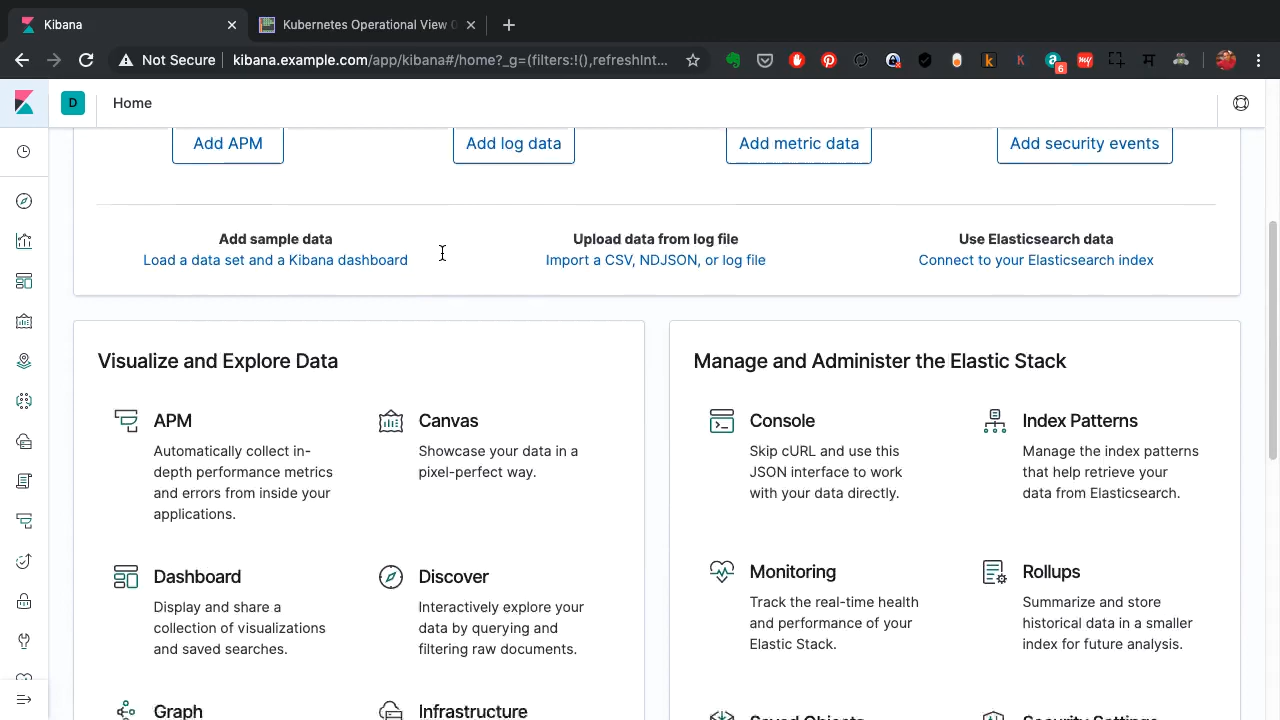 Kibana
Kubernetes Operational View
Not Secure
kibana.example.com/app/kibana#/home?_g=(filters:!(),refreshInt...
6
my
K
k
D
Home
Add APM
Add log data
Add metric data
Add security events
Add sample data
Load a data set and a Kibana dashboard
Upload data from log file
Import a CSV, NDJSON, or log file
Use Elasticsearch data
Connect to your Elasticsearch index
Visualize and Explore Data
APM
Automatically collect in-
depth performance metrics
and errors from inside your
applications.
Canvas
Showcase your data in a
pixel-perfect way.
Dashboard
Display and share a
collection of visualizations
and saved searches.
Discover
Interactively explore your
data by querying and
filtering raw documents.
Graph
Infrastructure
Manage and Administer the Elastic Stack
Console
Skip cURL and use this
JSON interface to work
with your data directly.
Index Patterns
Manage the index patterns
that help retrieve your
data from Elasticsearch.
Monitoring
Track the real-time health
and performance of your
Elastic Stack.
Rollups
Summarize and store
historical data in a smaller
index for future analysis.
Saved Objects
Security Settings